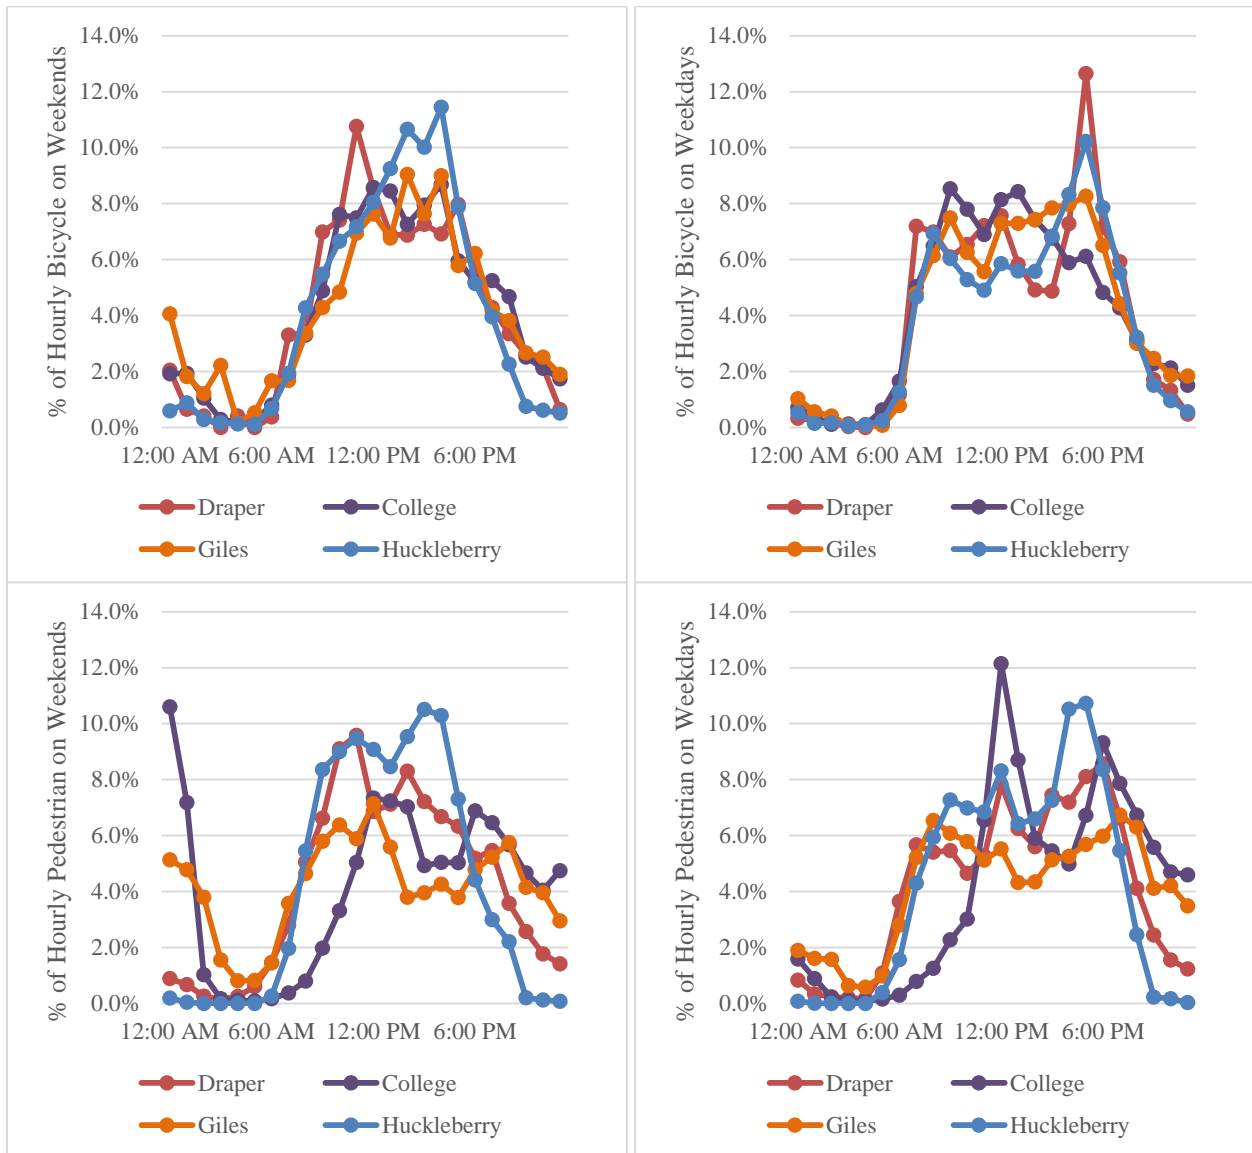 % of Hourly Bicycle on Weekends
14.0%
12.0%
10.0%
8.0%
6.0%
4.0%
2.0%
0.0%
12:00 AM 6:00 AM 12:00 PM 6:00 PM
Draper College
Giles Huckleberry
% of Hourly Bicycle on Weekdays
14.0%
12.0%
10.0%
8.0%
6.0%
4.0%
2.0%
0.0%
12:00 AM 6:00 AM 12:00 PM 6:00 PM
Draper College
Giles Huckleberry
% of Hourly Pedestrian on Weekends
14.0%
12.0%
10.0%
8.0%
6.0%
4.0%
2.0%
0.0%
12:00 AM 6:00 AM 12:00 PM 6:00 PM
Draper College
Giles Huckleberry
% of Hourly Pedestrian on Weekdays
14.0%
12.0%
10.0%
8.0%
6.0%
4.0%
2.0%
0.0%
12:00 AM 6:00 AM 12:00 PM 6:00 PM
Draper College
Giles Huckleberry